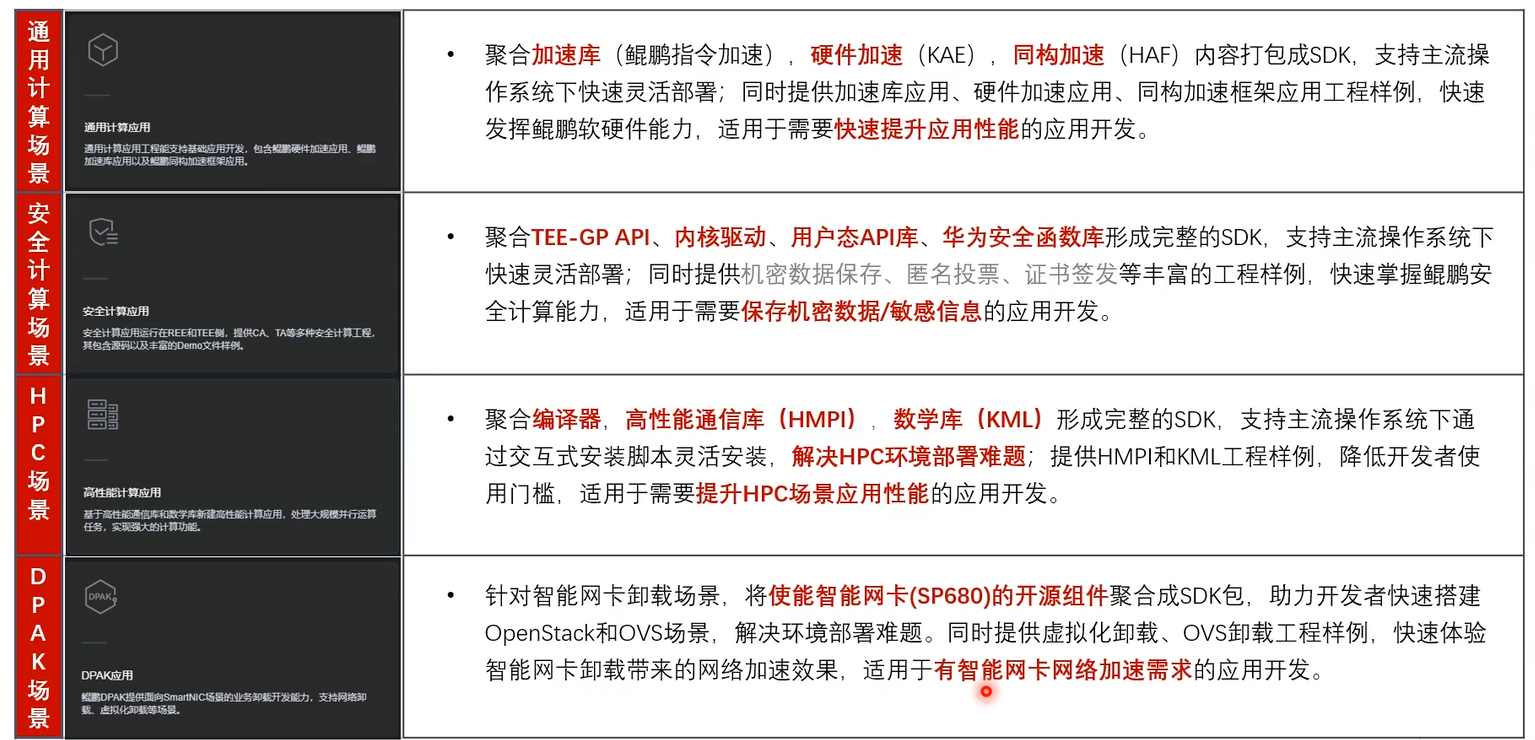 通用计算场景
通用计算应用
通用计算应用工程能支持基础应用开发，包含鲲鹏硬件加速应用、鲲鹏
加速库应用以及鲲鹏同构加速框架应用。
• 聚合加速库（鲲鹏指令加速），硬件加速（KAE），同构加速（HAF）内容打包成SDK，支持主流操
作系统下快速灵活部署；同时提供加速库应用、硬件加速应用、同构加速框架应用工程样例，快速
发挥鲲鹏软硬件能力，适用于需要快速提升应用性能的应用开发。
安全计算场景
安全计算应用
安全计算应用运行在REE和TEE侧，提供CA、TA等多种安全计算工程，
其包含源码以及丰富的Demo文件样例。
• 聚合TEE-GP API、内核驱动、用户态API库、华为安全函数库形成完整的SDK，支持主流操作系统下
快速灵活部署；同时提供机密数据保存、匿名投票、证书签发等丰富的工程样例，快速掌握鲲鹏安
全计算能力，适用于需要保存机密数据/敏感信息的应用开发。
HPC场景
高性能计算应用
基于高性能通信库和数学库新建高性能计算应用，处理大规模并行运算
任务，实现强大的计算功能。
• 聚合编译器，高性能通信库（HMPI），数学库（KML）形成完整的SDK，支持主流操作系统下通
过交互式安装脚本灵活安装，解决HPC环境部署难题；提供HMPI和KML工程样例，降低开发者使
用门槛，适用于需要提升HPC场景应用性能的应用开发。
DPAK场景
DPAK
DPAK应用
鲲鹏DPAK提供面向SmartNIC场景的业务卸载开发能力，支持网络卸
载、虚拟化卸载等场景。
• 针对智能网卡卸载场景，将使能智能网卡(SP680)的开源组件聚合成SDK包，助力开发者快速搭建
OpenStack和OVS场景，解决环境部署难题。同时提供虚拟化卸载、OVS卸载工程样例，快速体验
智能网卡卸载带来的网络加速效果，适用于有智能网卡网络加速需求的应用开发。